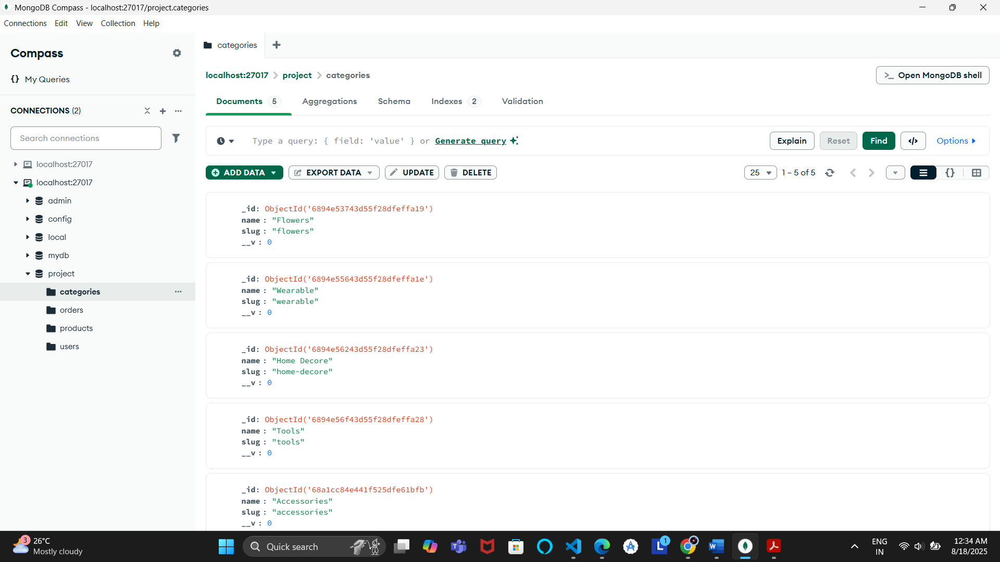 MongoDB Compass - localhost:27017/project.categories
Connections Edit View Collection Help
Compass
{} My Queries
CONNECTIONS (2)
Search connections
localhost:27017
localhost:27017
admin
config
local
mydb
project
categories
orders
products
users
categories
localhost:27017 > project > categories
>_ Open MongoDB shell
Documents 5 Aggregations Schema Indexes 2 Validation
Type a query: { field: 'value' } or Generate query
Explain Reset Find </> Options
ADD DATA EXPORT DATA UPDATE DELETE
25 1 – 5 of 5 {}
_id: ObjectId('6894e53743d55f28dfeffa19')
name : "Flowers"
slug : "flowers"
__v : 0
_id: ObjectId('6894e55643d55f28dfeffa1e')
name : "Wearable"
slug : "wearable"
__v : 0
_id: ObjectId('6894e56243d55f28dfeffa23')
name : "Home Decore"
slug : "home-decore"
__v : 0
_id: ObjectId('6894e56f43d55f28dfeffa28')
name : "Tools"
slug : "tools"
__v : 0
_id: ObjectId('68a1cc84e441f525dfe61bfb')
name : "Accessories"
slug : "accessories"
__v : 0
3
26°C
Mostly cloudy
Quick search
1
ENG
IN
12:34 AM
8/18/2025